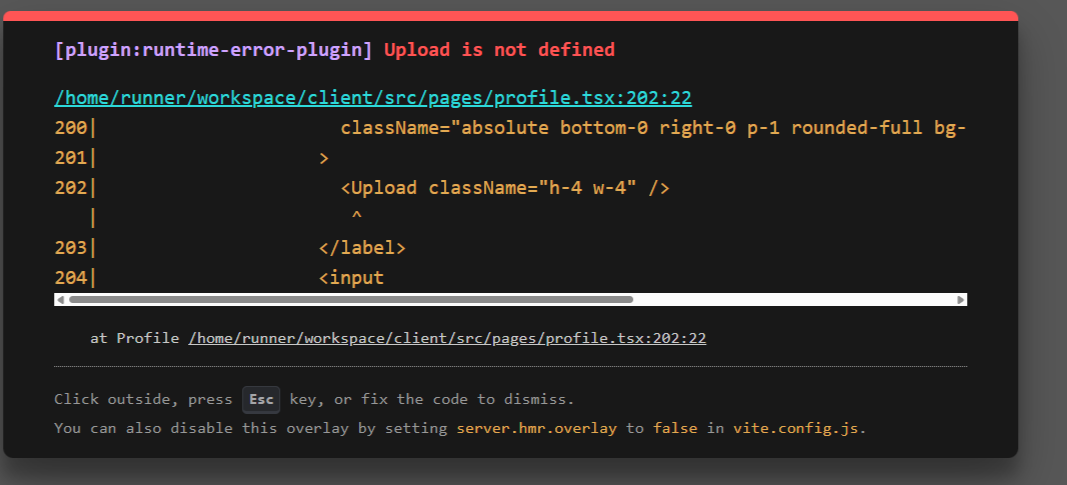 [plugin:runtime-error-plugin] Upload is not defined
/home/runner/workspace/client/src/pages/profile.tsx:202:22
200|                      className="absolute bottom-0 right-0 p-1 rounded-full bg-
201|                    >
202|                      <Upload className="h-4 w-4" />
   |                       ^
203|                    </label>
204|                    <input
at Profile /home/runner/workspace/client/src/pages/profile.tsx:202:22
Click outside, press Esc key, or fix the code to dismiss.
You can also disable this overlay by setting server.hmr.overlay to false in vite.config.js.